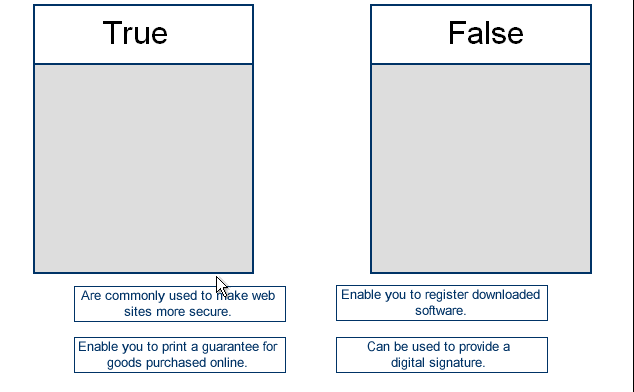 True
False
Are commonly used to make web
sites more secure.
Enable you to register downloaded
software.
Enable you to print a guarantee for
goods purchased online.
Can be used to provide a
digital signature.